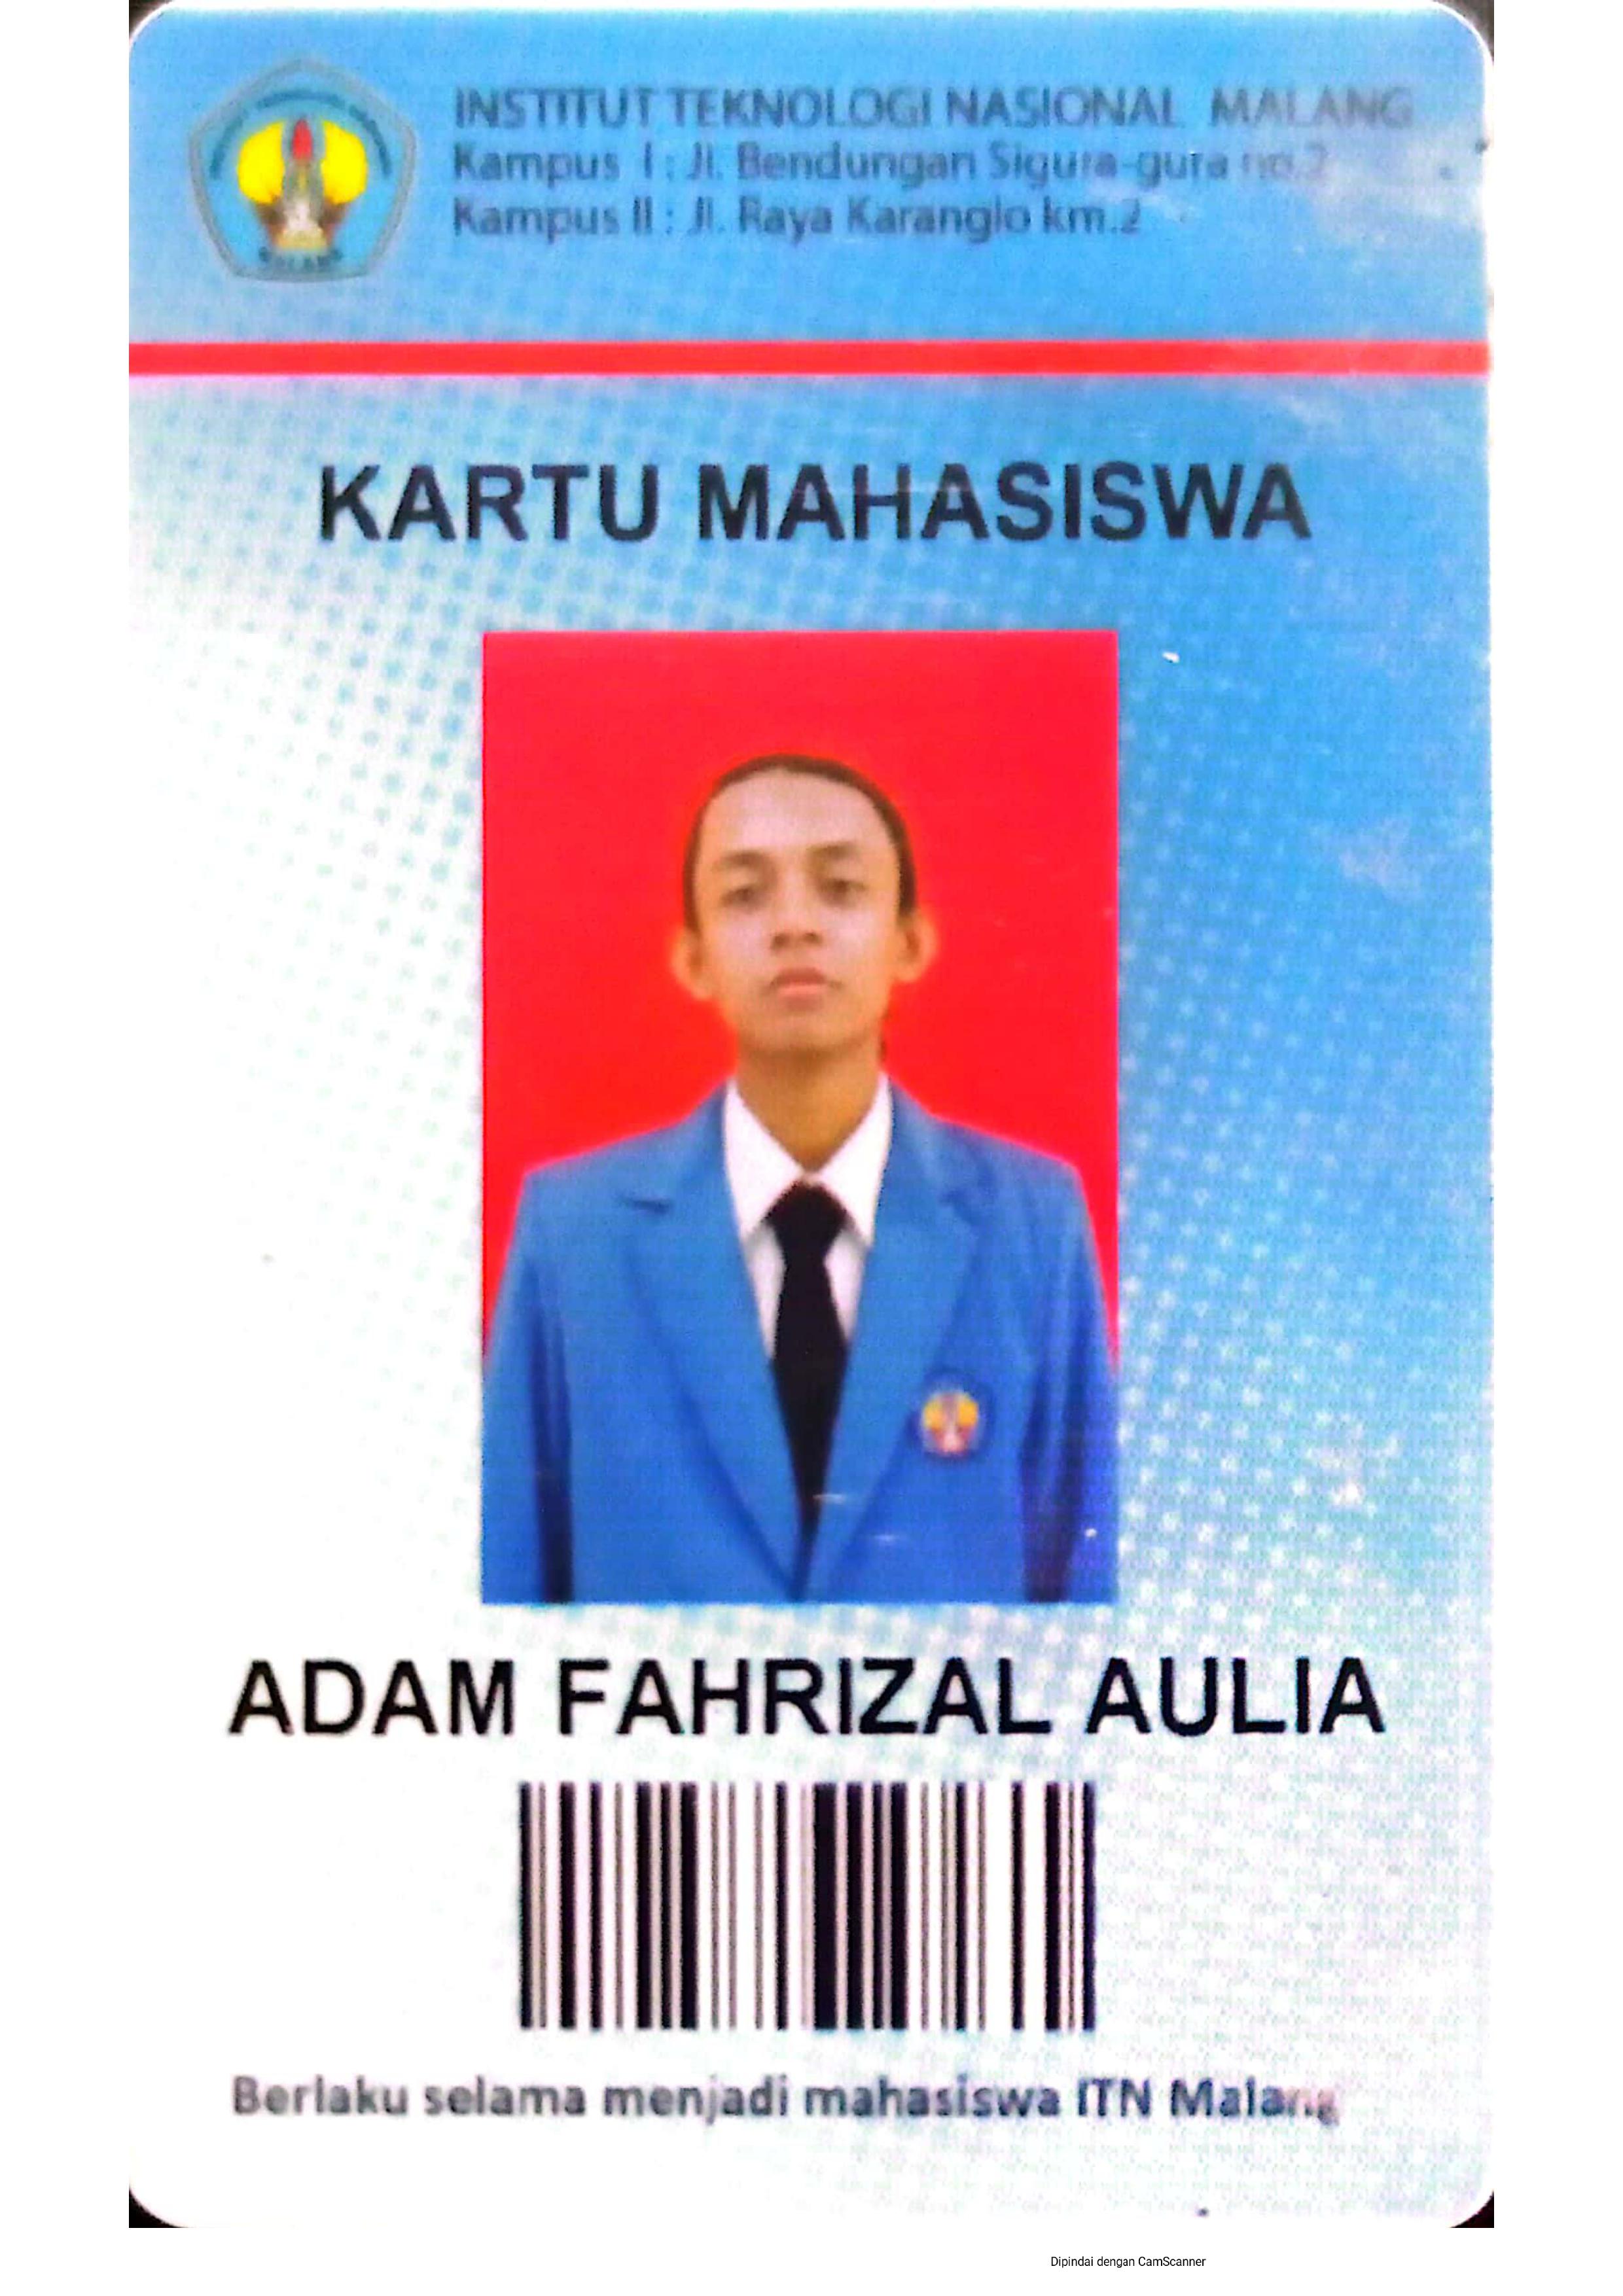 INSTITUT TEKNOLOGI NASIONAL MALANG
Kampus I : Jl. Bendungan Sigura-gura no.2
Kampus II : Jl. Raya Karanglo km.2
MALANG
KARTU MAHASISWA
ADAM FAHRIZAL AULIA
Berlaku selama menjadi mahasiswa ITN Malang
Dipindai dengan CamScanner